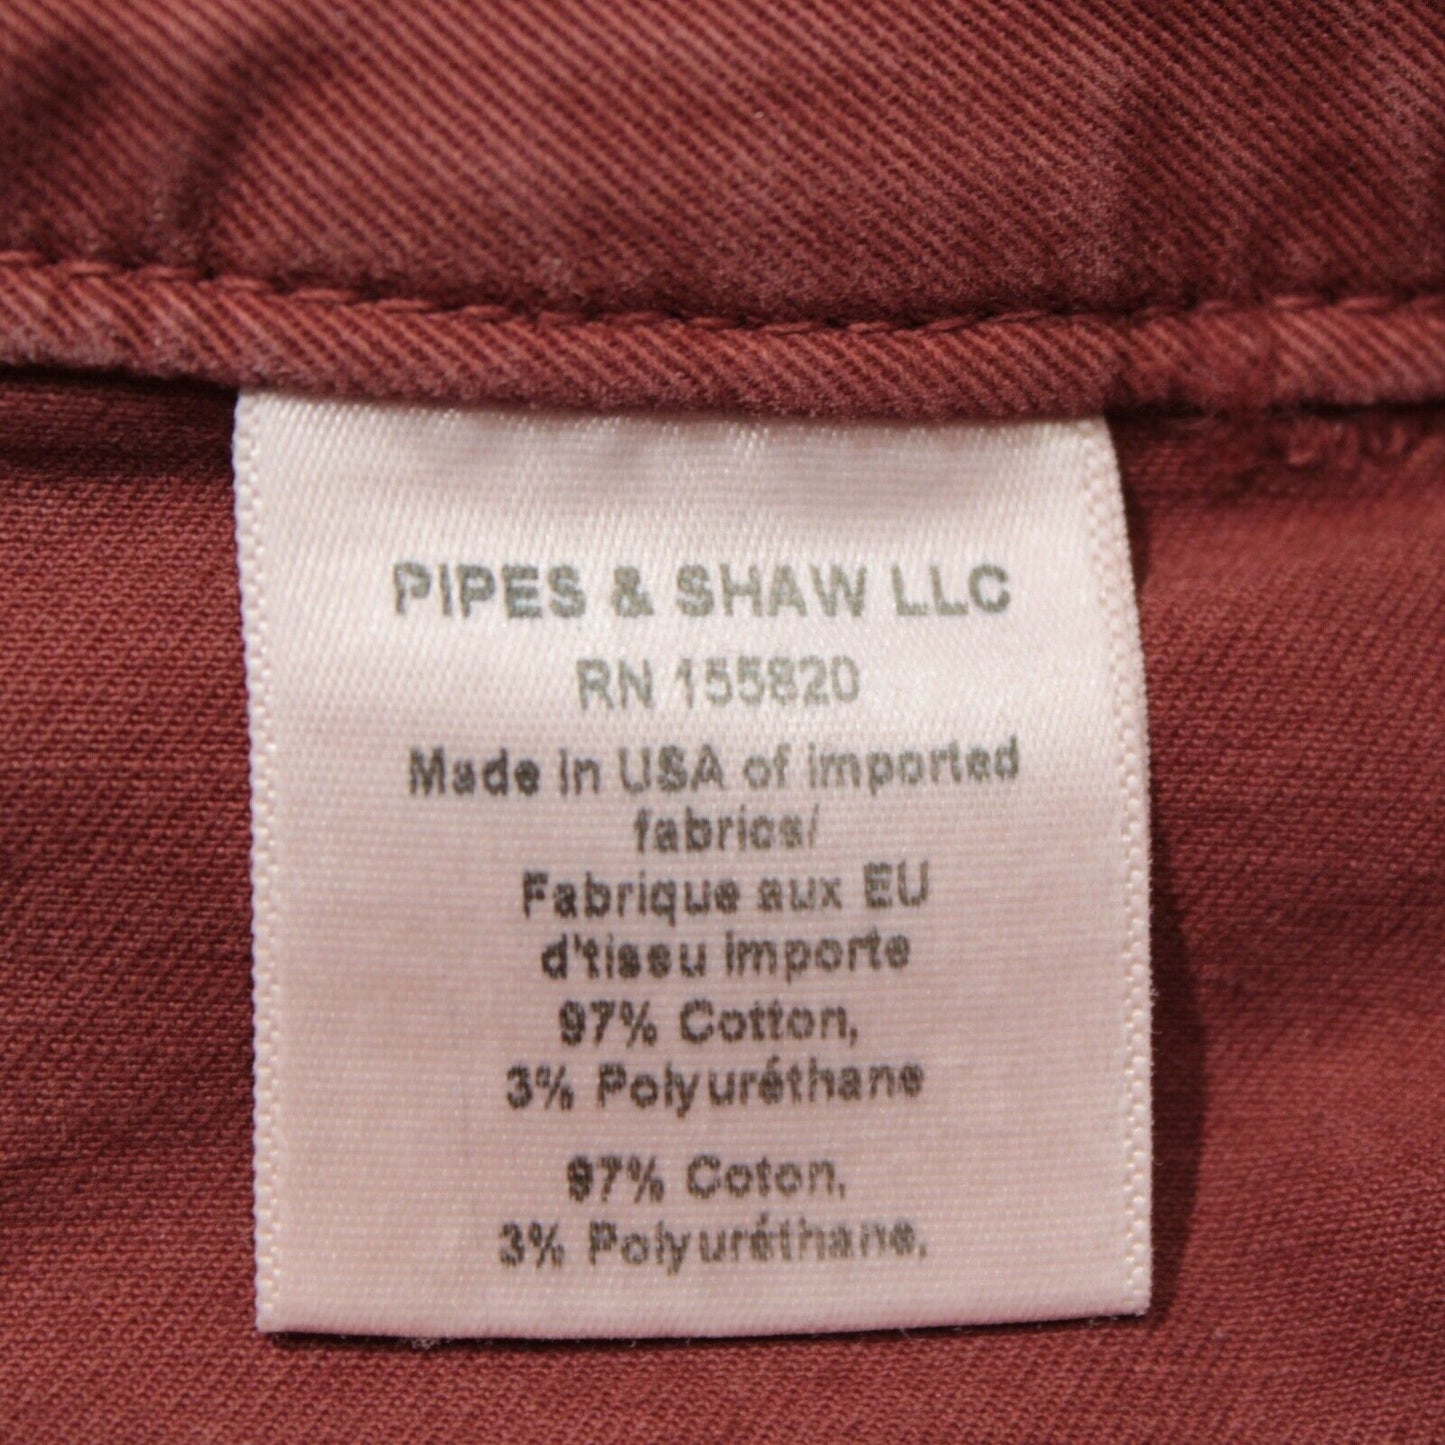 PIPES & SHAW LLC
RN 155820
Made in USA of imported
fabrics/
Fabrique aux EU
d'tissu importe
97% Cotton,
3% Polyuréthane
97% Coton,
3% Polyuréthane,